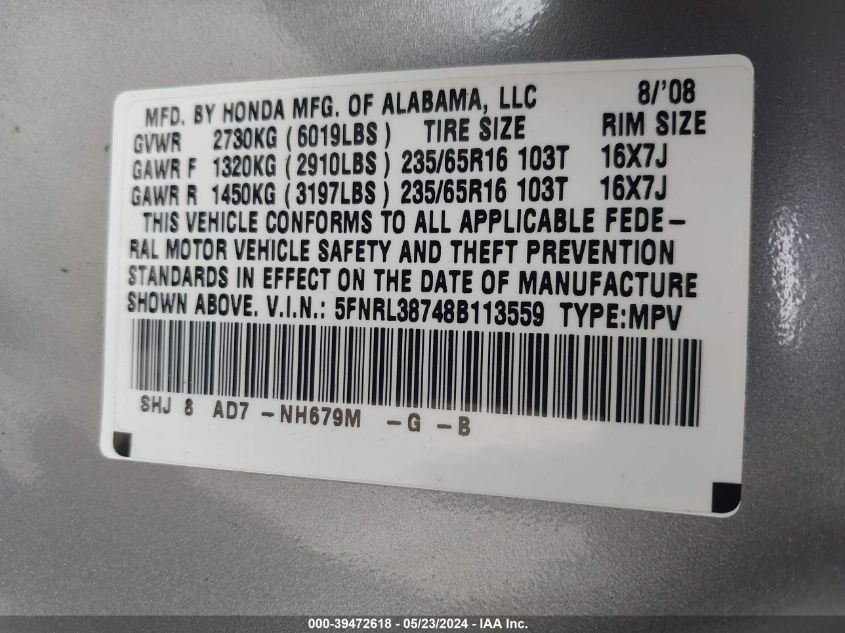 MFD. BY HONDA MFG. OF ALABAMA, LLC 8/'08
GVWR 2730KG (6019LBS) TIRE SIZE RIM SIZE
GAWR F 1320KG (2910LBS) 235/65R16 103T 16X7J
GAWR R 1450KG (3197LBS) 235/65R16 103T 16X7J
THIS VEHICLE CONFORMS TO ALL APPLICABLE FEDE-
RAL MOTOR VEHICLE SAFETY AND THEFT PREVENTION
STANDARDS IN EFFECT ON THE DATE OF MANUFACTURE
SHOWN ABOVE. V.I.N.: 5FNRL38748B113559 TYPE:MPV
SHJ 8 AD7 -NH679M -G -B
000-39472618 - 05/23/2024 - IAA Inc.